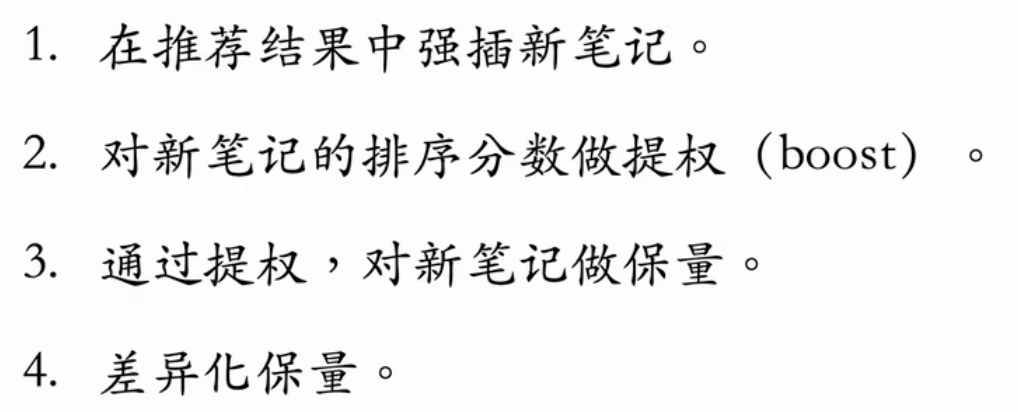 1. 在推荐结果中强插新笔记。
2. 对新笔记的排序分数做提权（boost）。
3. 通过提权，对新笔记做保量。
4. 差异化保量。